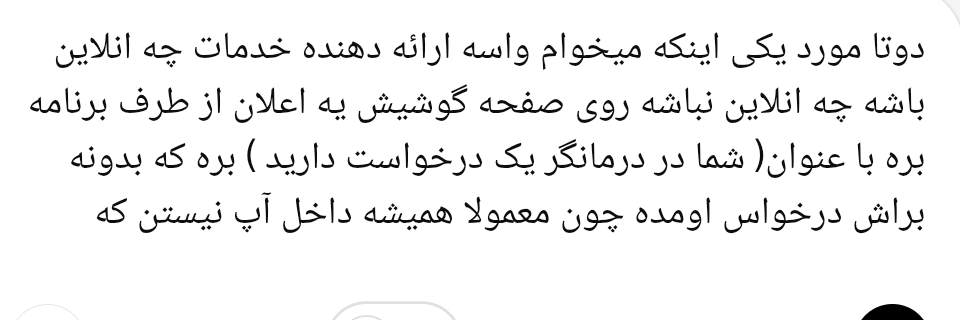 دوتا مورد یکی اینکه میخوام واسه ارائه دهنده خدمات چه انلاین
باشه چه انلاین نباشه روی صفحه گوشیش یه اعلان از طرف برنامه
بره با عنوان( شما در درمانگر یک درخواست دارید ) بره که بدونه
براش درخواس اومده چون معمولا همیشه داخل آپ نیستن که